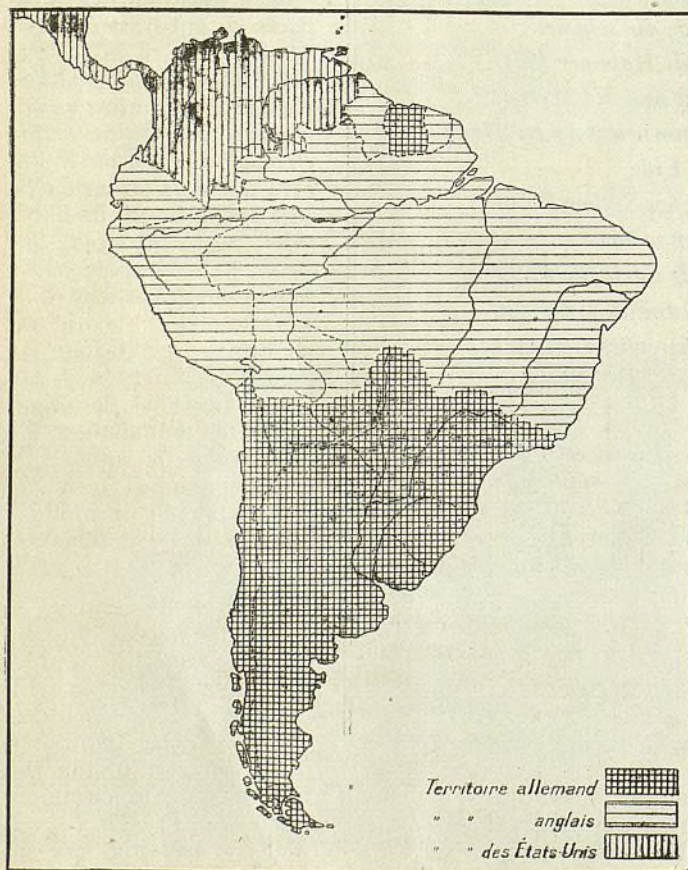 Territoire allemand
" " anglais
" " des États-Unis